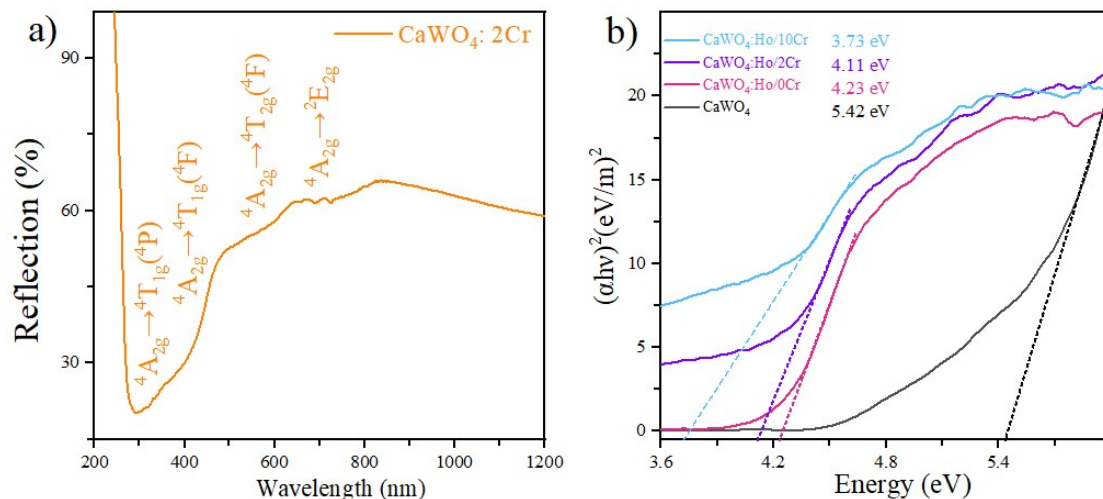 a)
CaWO₄: 2Cr
⁴A₂g→⁴T₁g(⁴P)
⁴A₂g→⁴T₁g(⁴F)
⁴A₂g→⁴T₂g(⁴F)
⁴A₂g→²E₂g
Reflection (%)
90
60
30
200 400 600 800 1000 1200
Wavelength (nm)
b)
CaWO₄:Ho/10Cr 3.73 eV
CaWO₄:Ho/2Cr 4.11 eV
CaWO₄:Ho/0Cr 4.23 eV
CaWO₄ 5.42 eV
(αhν)²(eV/m)²
20
15
10
5
0
3.6 4.2 4.8 5.4
Energy (eV)